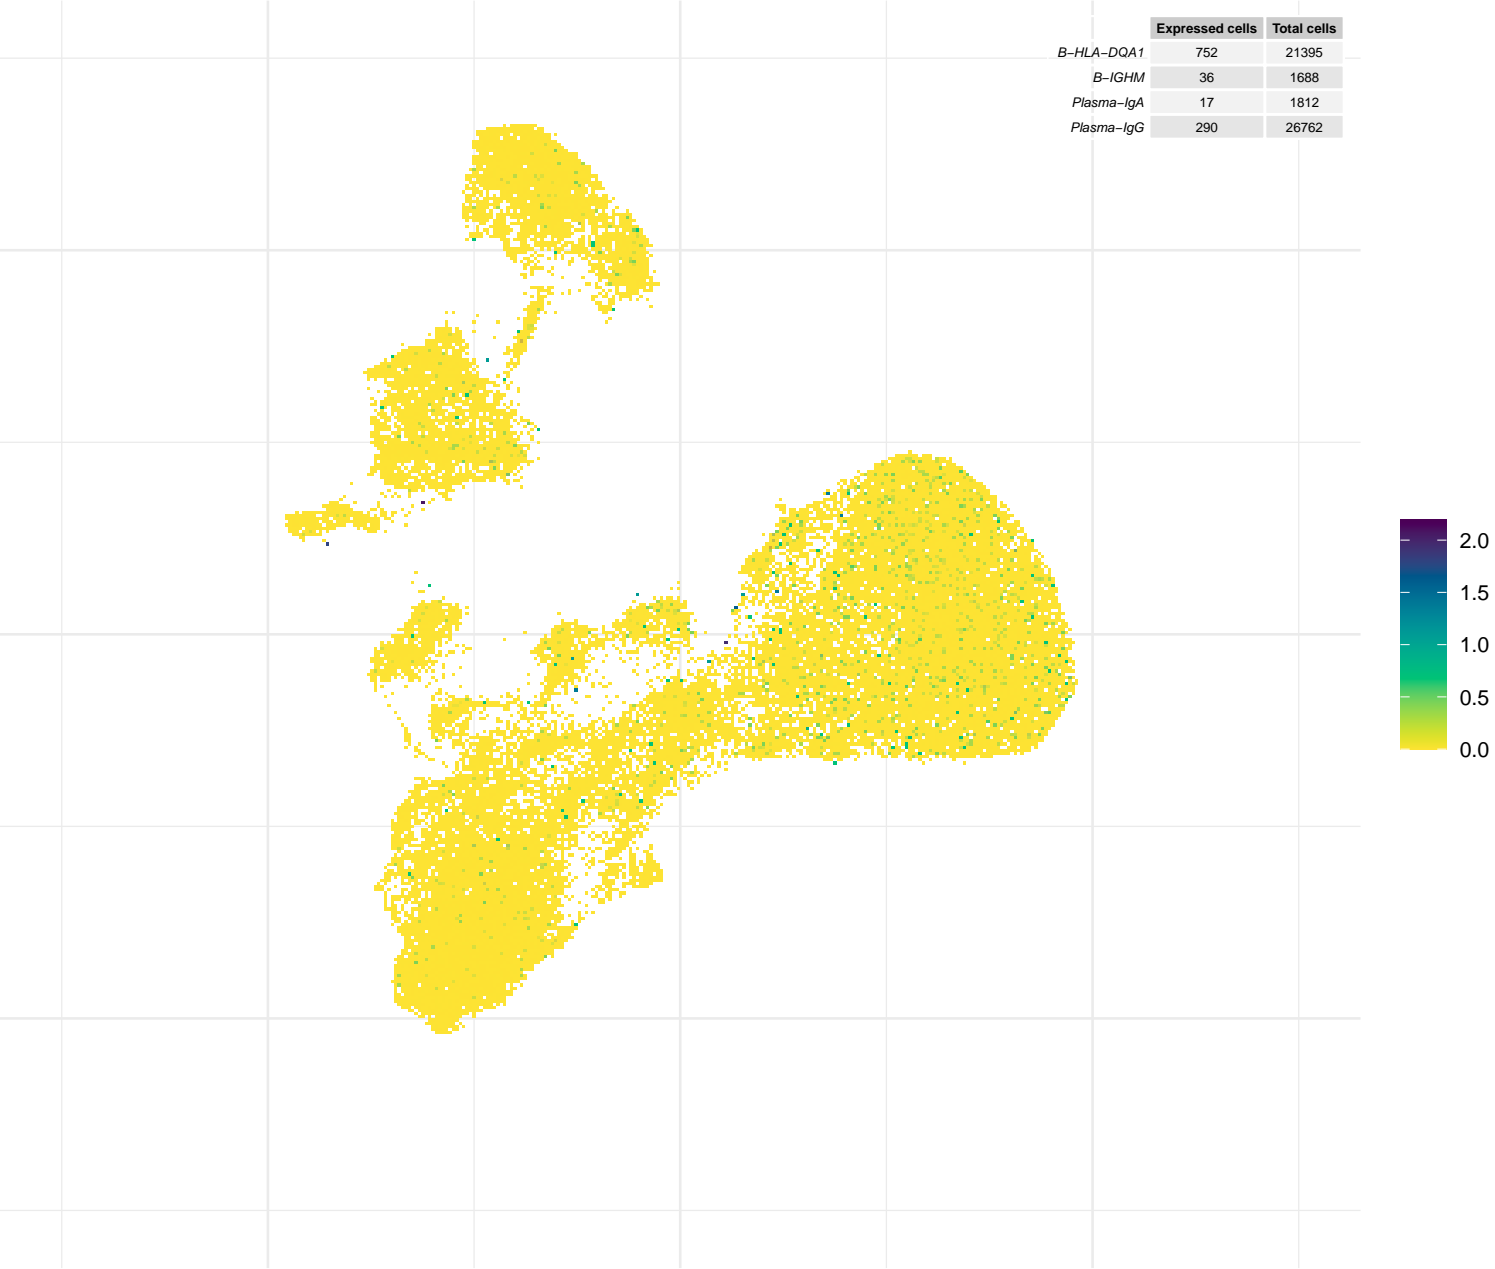 Expressed cells Total cells
B−HLA−DQA1 752 21395
B−IGHM 36 1688
Plasma−IgA 17 1812
Plasma−IgG 290 26762
2.0
1.5
1.0
0.5
0.0